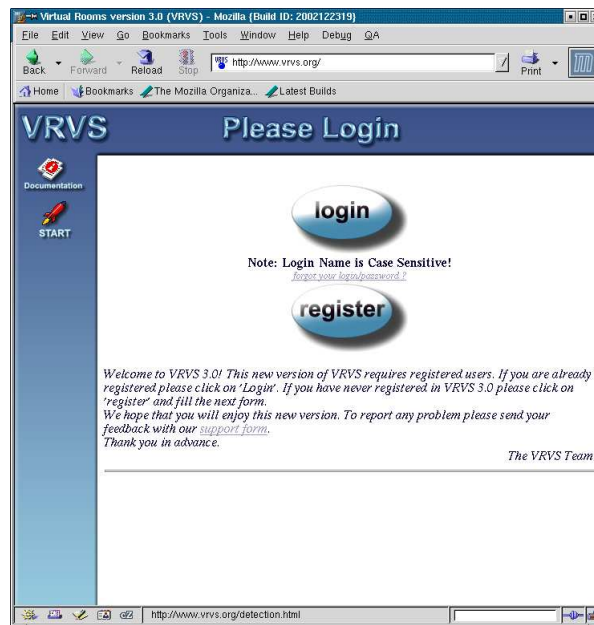 Virtual Rooms version 3.0 (VRVS) - Mozilla {Build ID: 2002122319}
File Edit View Go Bookmarks Tools Window Help Debug QA
Back Forward Reload Stop http://www.vrvs.org/ Print
Home Bookmarks The Mozilla Organiza... Latest Builds
VRVS Please Login
Documentation
START
login
Note: Login Name is Case Sensitive!
forgot your login/password ?
register
Welcome to VRVS 3.0! This new version of VRVS requires registered users. If you are already
registered please click on 'Login'. If you have never registered in VRVS 3.0 please click on
'register' and fill the next form.
We hope that you will enjoy this new version. To report any problem please send your
feedback with our support form.
Thank you in advance.
The VRVS Team
http://www.vrvs.org/detection.html